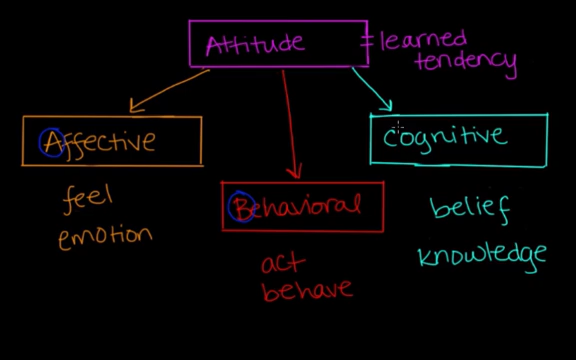 Attitude = learned
tendency
Affective
Cognitive
feel
emotion
Behavioral
belief
knowledge
act
behave